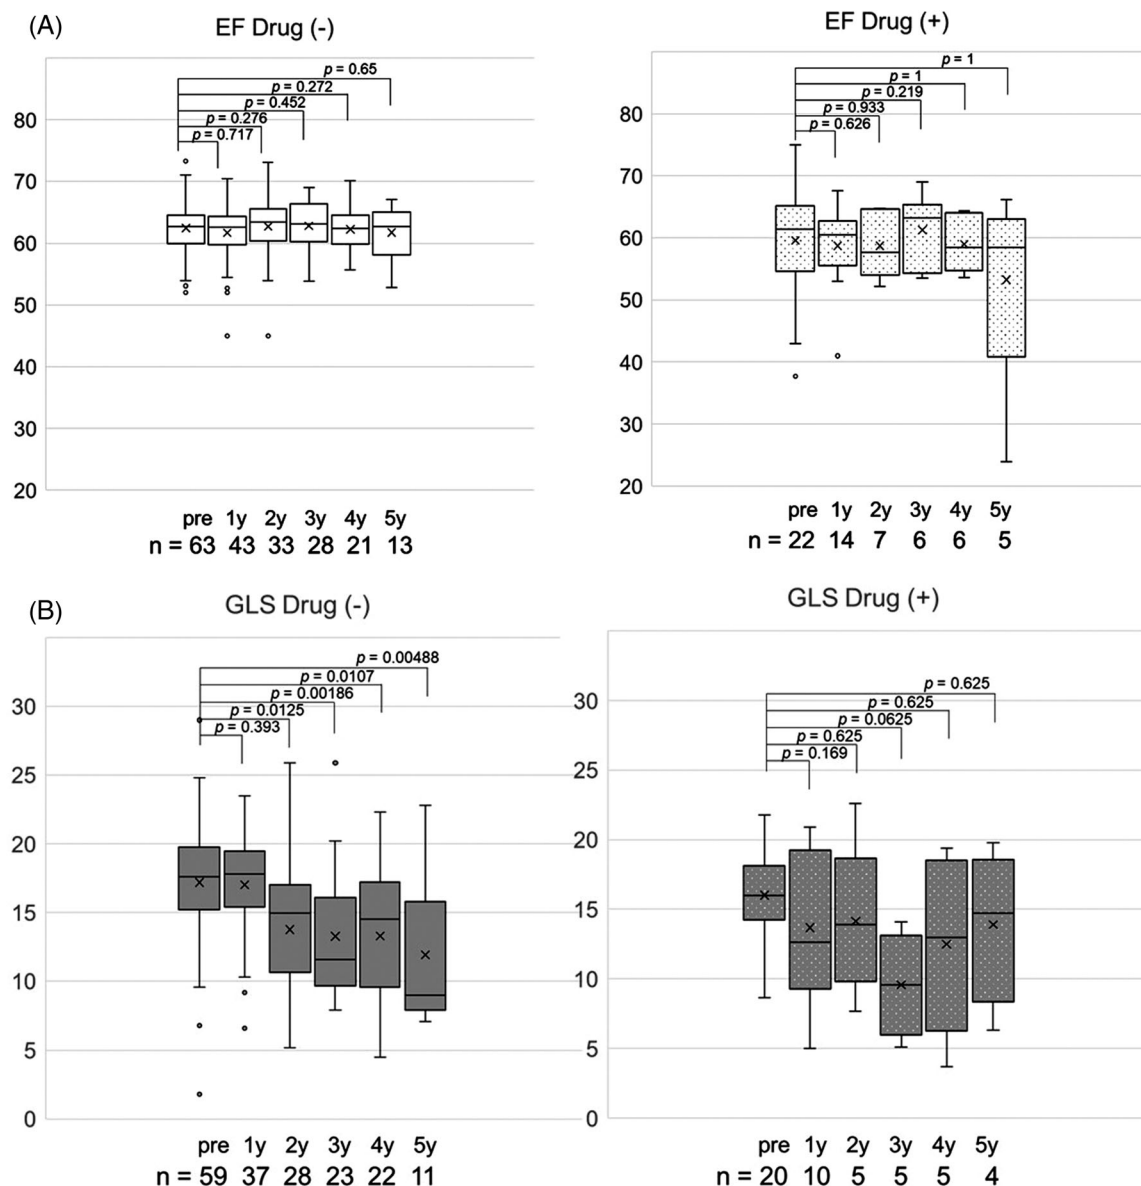 (A)
EF Drug (-)
p = 0.65
p = 0.272
p = 0.452
p = 0.276
p = 0.717
80
70
60
50
40
30
20
pre 1y 2y 3y 4y 5y
n = 63 43 33 28 21 13
EF Drug (+)
p = 1
p = 1
p = 0.219
p = 0.933
p = 0.626
80
70
60
50
40
30
20
pre 1y 2y 3y 4y 5y
n = 22 14 7 6 6 5
(B)
GLS Drug (-)
p = 0.00488
p = 0.0107
p = 0.00186
p = 0.0125
p = 0.393
30
25
20
15
10
5
0
pre 1y 2y 3y 4y 5y
n = 59 37 28 23 22 11
GLS Drug (+)
p = 0.625
p = 0.625
p = 0.0625
p = 0.625
p = 0.169
30
25
20
15
10
5
0
pre 1y 2y 3y 4y 5y
n = 20 10 5 5 5 4